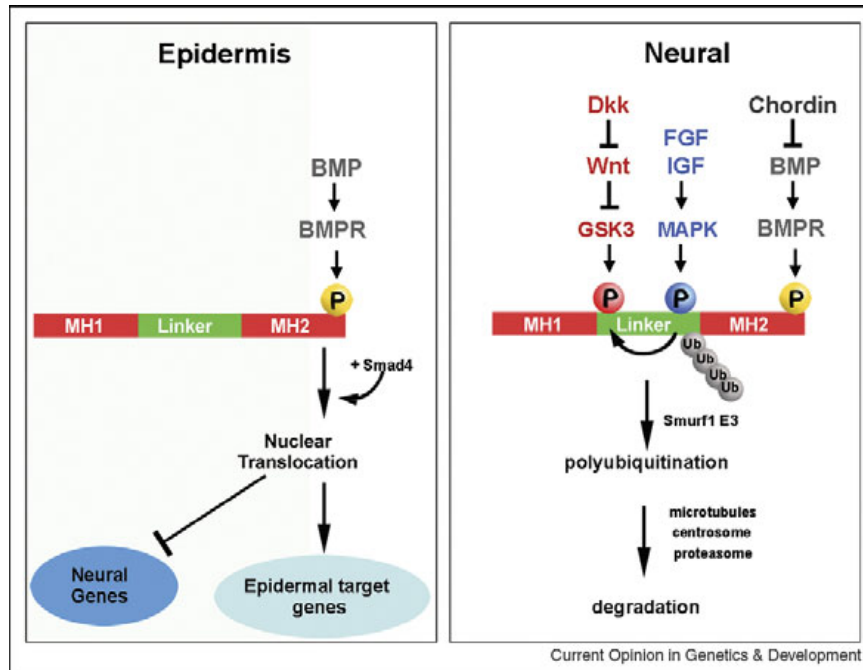 Epidermis
BMP
BMPR
P
MH1 Linker MH2
+ Smad4
Nuclear
Translocation
Neural
Genes
Epidermal target
genes
Neural
Dkk
Wnt
GSK3
FGF
IGF
MAPK
Chordin
BMP
BMPR
P P P
MH1 Linker MH2
Ub
Ub
Ub
Ub
Smurf1 E3
polyubiquitination
microtubules
centrosome
proteasome
degradation
Current Opinion in Genetics & Development